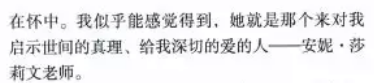 在怀中。我似乎能感觉得到，她就是那个来对我
启示世间的真理、给我深切的爱的人——安妮·莎
莉文老师。